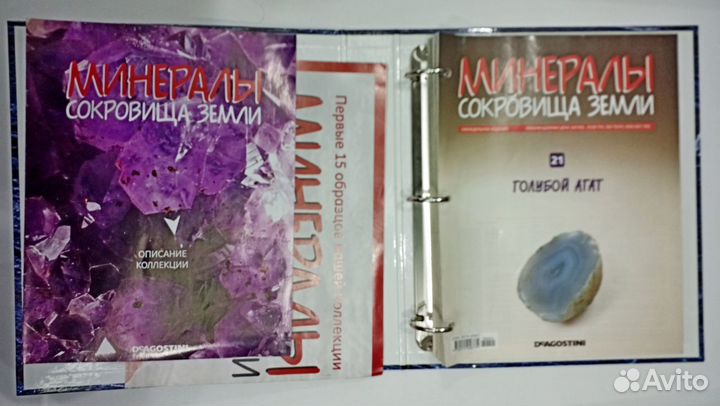 МИНЕРАЛЫ
СОКРОВИЩА ЗЕМЛИ
ОПИСАНИЕ
КОЛЛЕКЦИИ
DeAGOSTINI
Первые 15 образцов вашей коллекции
МИНЕРАЛЫ
И
МИНЕРАЛЫ
СОКРОВИЩА ЗЕМЛИ
21
ГОЛУБОЙ АГАТ
DeAGOSTINI
Avito